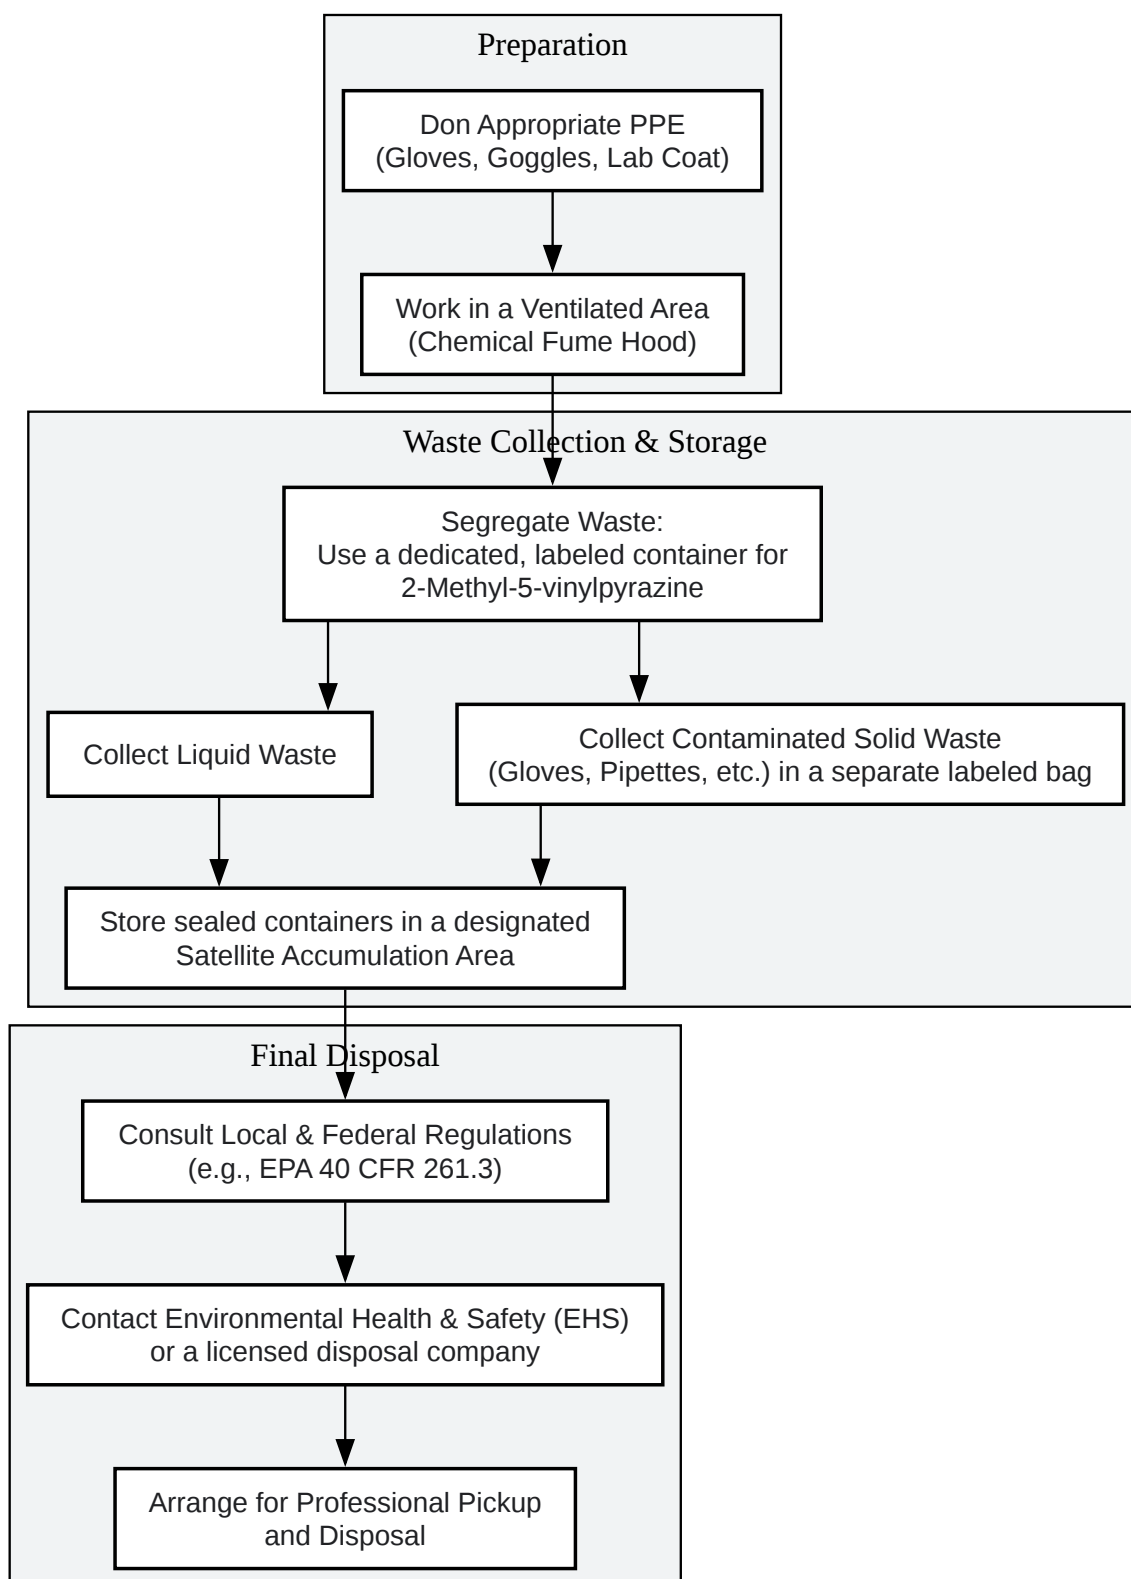 Preparation
Don Appropriate PPE
(Gloves, Goggles, Lab Coat)
Work in a Ventilated Area
(Chemical Fume Hood)
Waste Collection & Storage
Segregate Waste:
Use a dedicated, labeled container for
2-Methyl-5-vinylpyrazine
Collect Liquid Waste
Collect Contaminated Solid Waste
(Gloves, Pipettes, etc.) in a separate labeled bag
Store sealed containers in a designated
Satellite Accumulation Area
Final Disposal
Consult Local & Federal Regulations
(e.g., EPA 40 CFR 261.3)
Contact Environmental Health & Safety (EHS)
or a licensed disposal company
Arrange for Professional Pickup
and Disposal